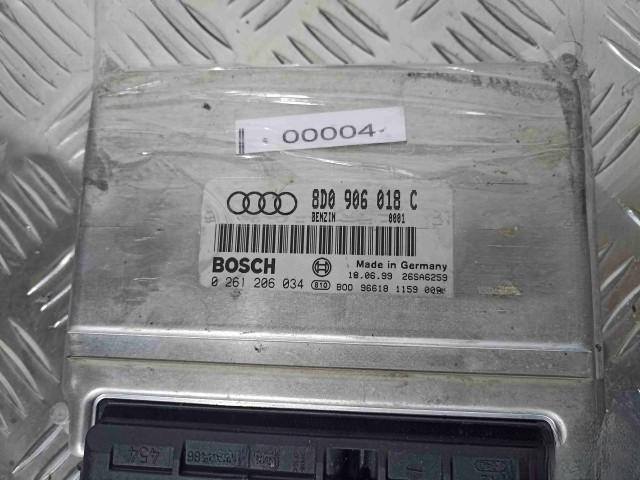 00004
8D0 906 018 C
BENZIN 0001
BOSCH Made in Germany
18.06.99 26SA6259
0 261 206 034 810 BOO 96618 1159
454